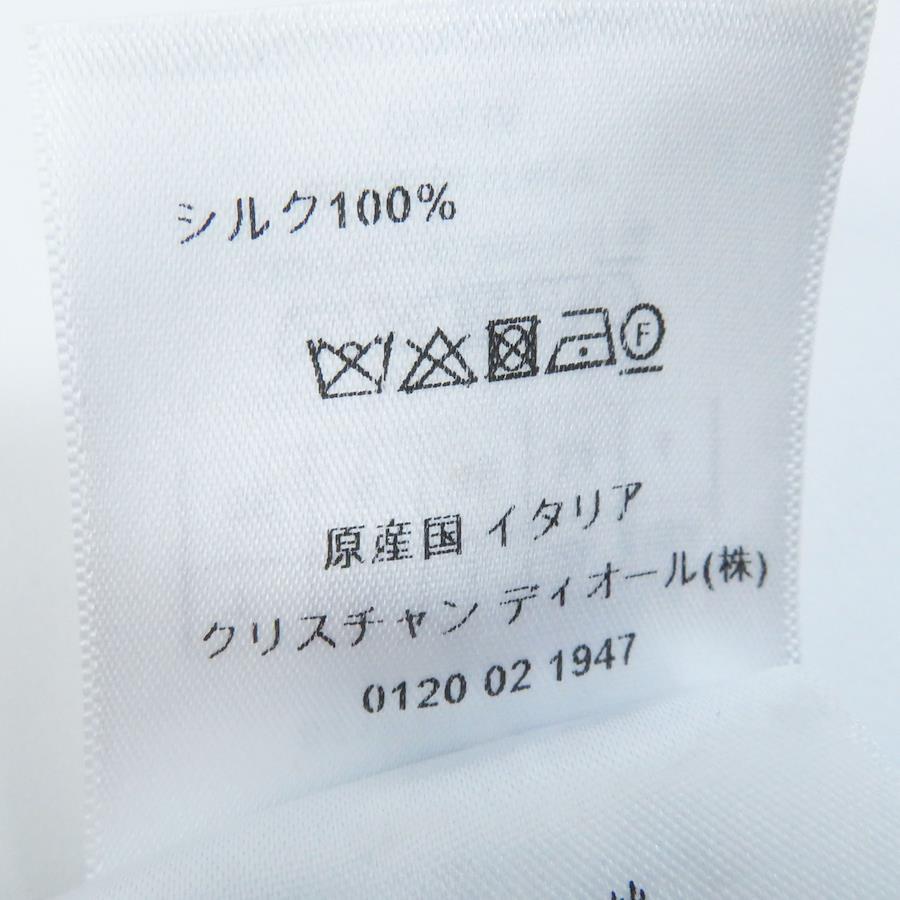 シルク100%
F
原産国 イタリア
クリスチャン ディオール(株)
0120 02 1947